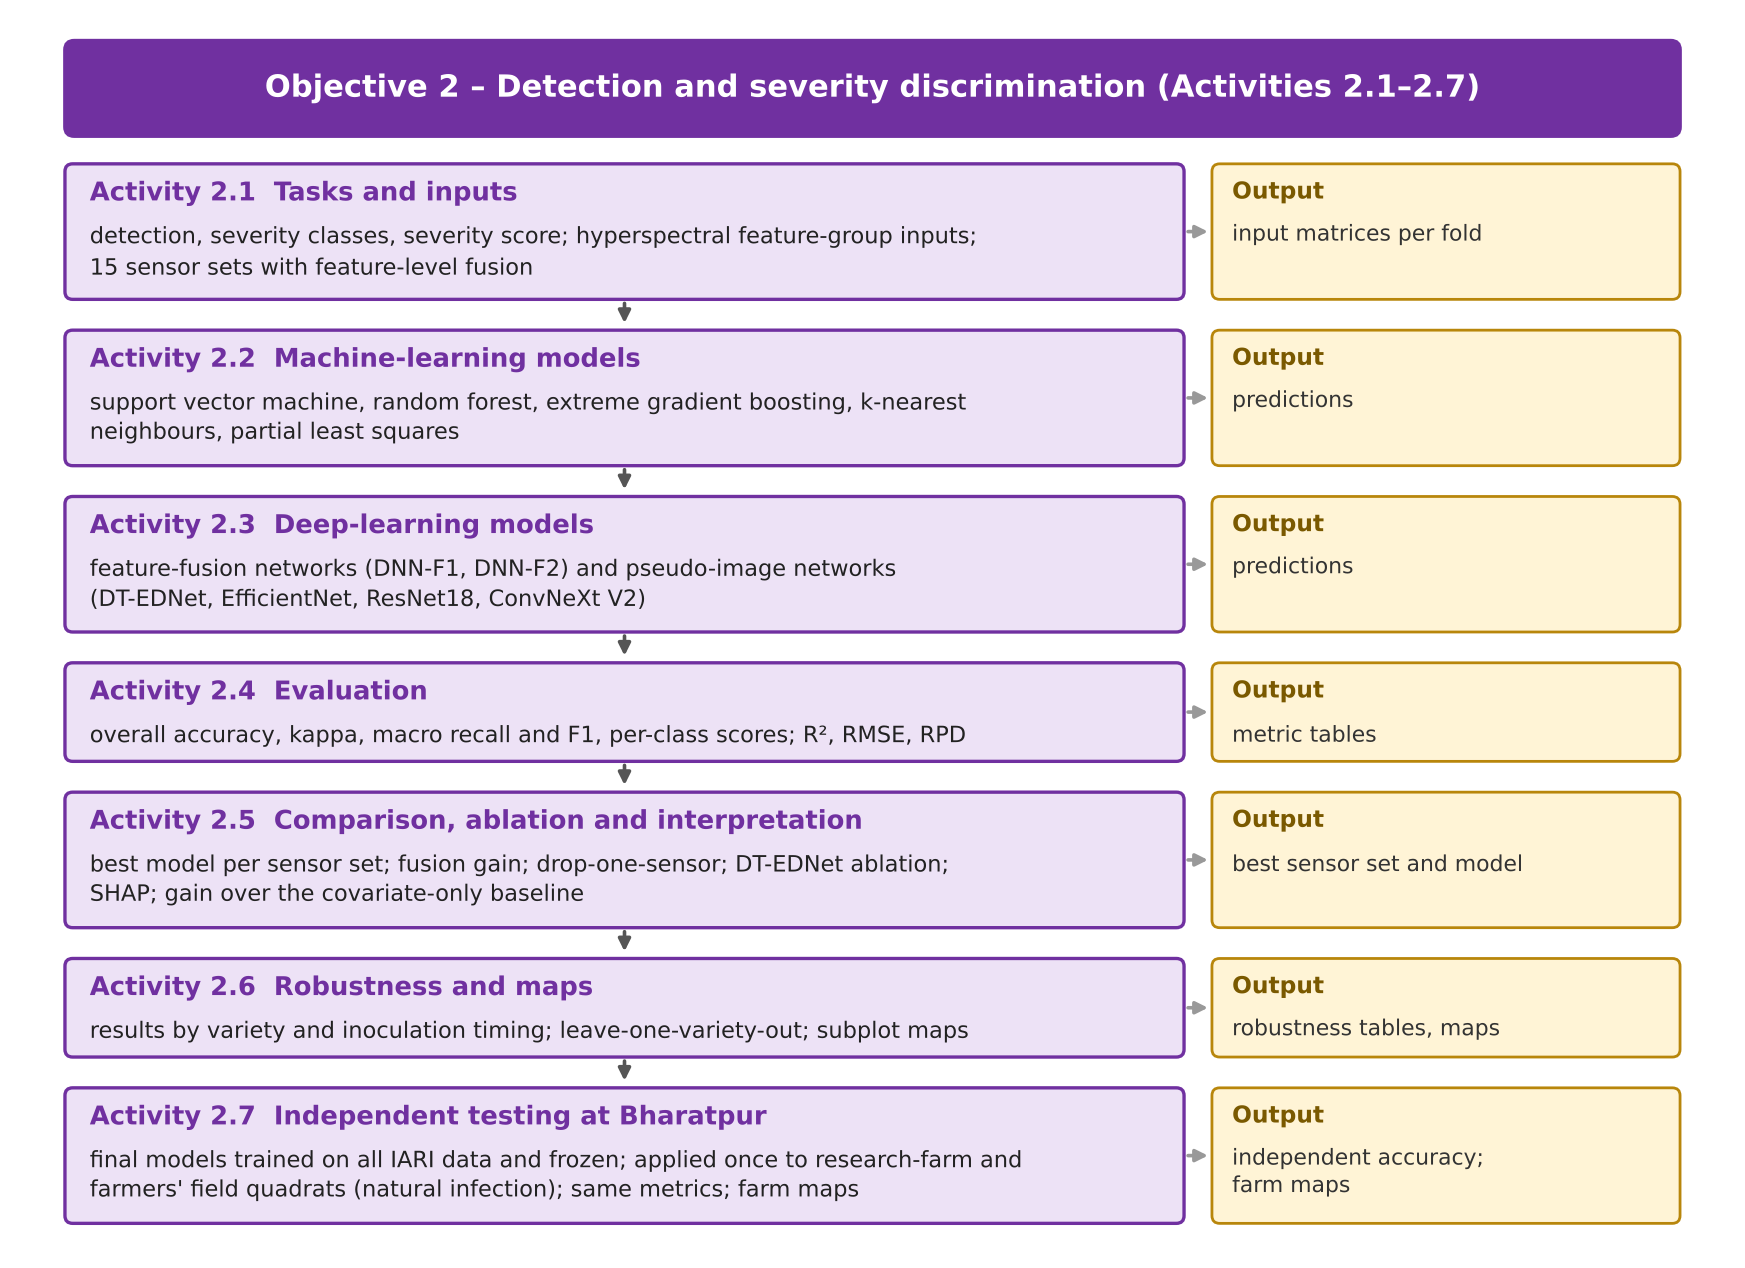 Objective 2 – Detection and severity discrimination (Activities 2.1–2.7)
Activity 2.1  Tasks and inputs
detection, severity classes, severity score; hyperspectral feature-group inputs;
15 sensor sets with feature-level fusion
Output
input matrices per fold
Activity 2.2  Machine-learning models
support vector machine, random forest, extreme gradient boosting, k-nearest
neighbours, partial least squares
Output
predictions
Activity 2.3  Deep-learning models
feature-fusion networks (DNN-F1, DNN-F2) and pseudo-image networks
(DT-EDNet, EfficientNet, ResNet18, ConvNeXt V2)
Output
predictions
Activity 2.4  Evaluation
overall accuracy, kappa, macro recall and F1, per-class scores; R², RMSE, RPD
Output
metric tables
Activity 2.5  Comparison, ablation and interpretation
best model per sensor set; fusion gain; drop-one-sensor; DT-EDNet ablation;
SHAP; gain over the covariate-only baseline
Output
best sensor set and model
Activity 2.6  Robustness and maps
results by variety and inoculation timing; leave-one-variety-out; subplot maps
Output
robustness tables, maps
Activity 2.7  Independent testing at Bharatpur
final models trained on all IARI data and frozen; applied once to research-farm and
farmers' field quadrats (natural infection); same metrics; farm maps
Output
independent accuracy;
farm maps